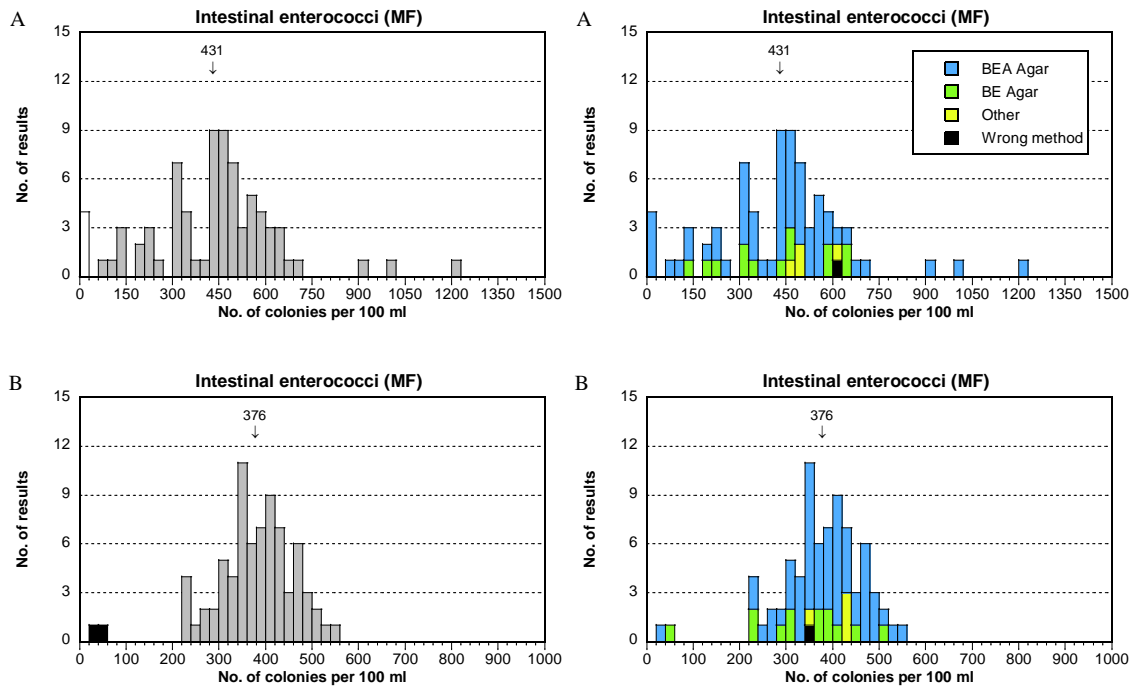 A
Intestinal enterococci (MF)
431
↓
No. of results
15
12
9
6
3
0
0 150 300 450 600 750 900 1050 1200 1350 1500
No. of colonies per 100 ml
A
Intestinal enterococci (MF)
431
↓
BEA Agar
BE Agar
Other
Wrong method
No. of results
15
12
9
6
3
0
0 150 300 450 600 750 900 1050 1200 1350 1500
No. of colonies per 100 ml
B
Intestinal enterococci (MF)
376
↓
No. of results
15
12
9
6
3
0
0 100 200 300 400 500 600 700 800 900 1000
No. of colonies per 100 ml
B
Intestinal enterococci (MF)
376
↓
No. of results
15
12
9
6
3
0
0 100 200 300 400 500 600 700 800 900 1000
No. of colonies per 100 ml